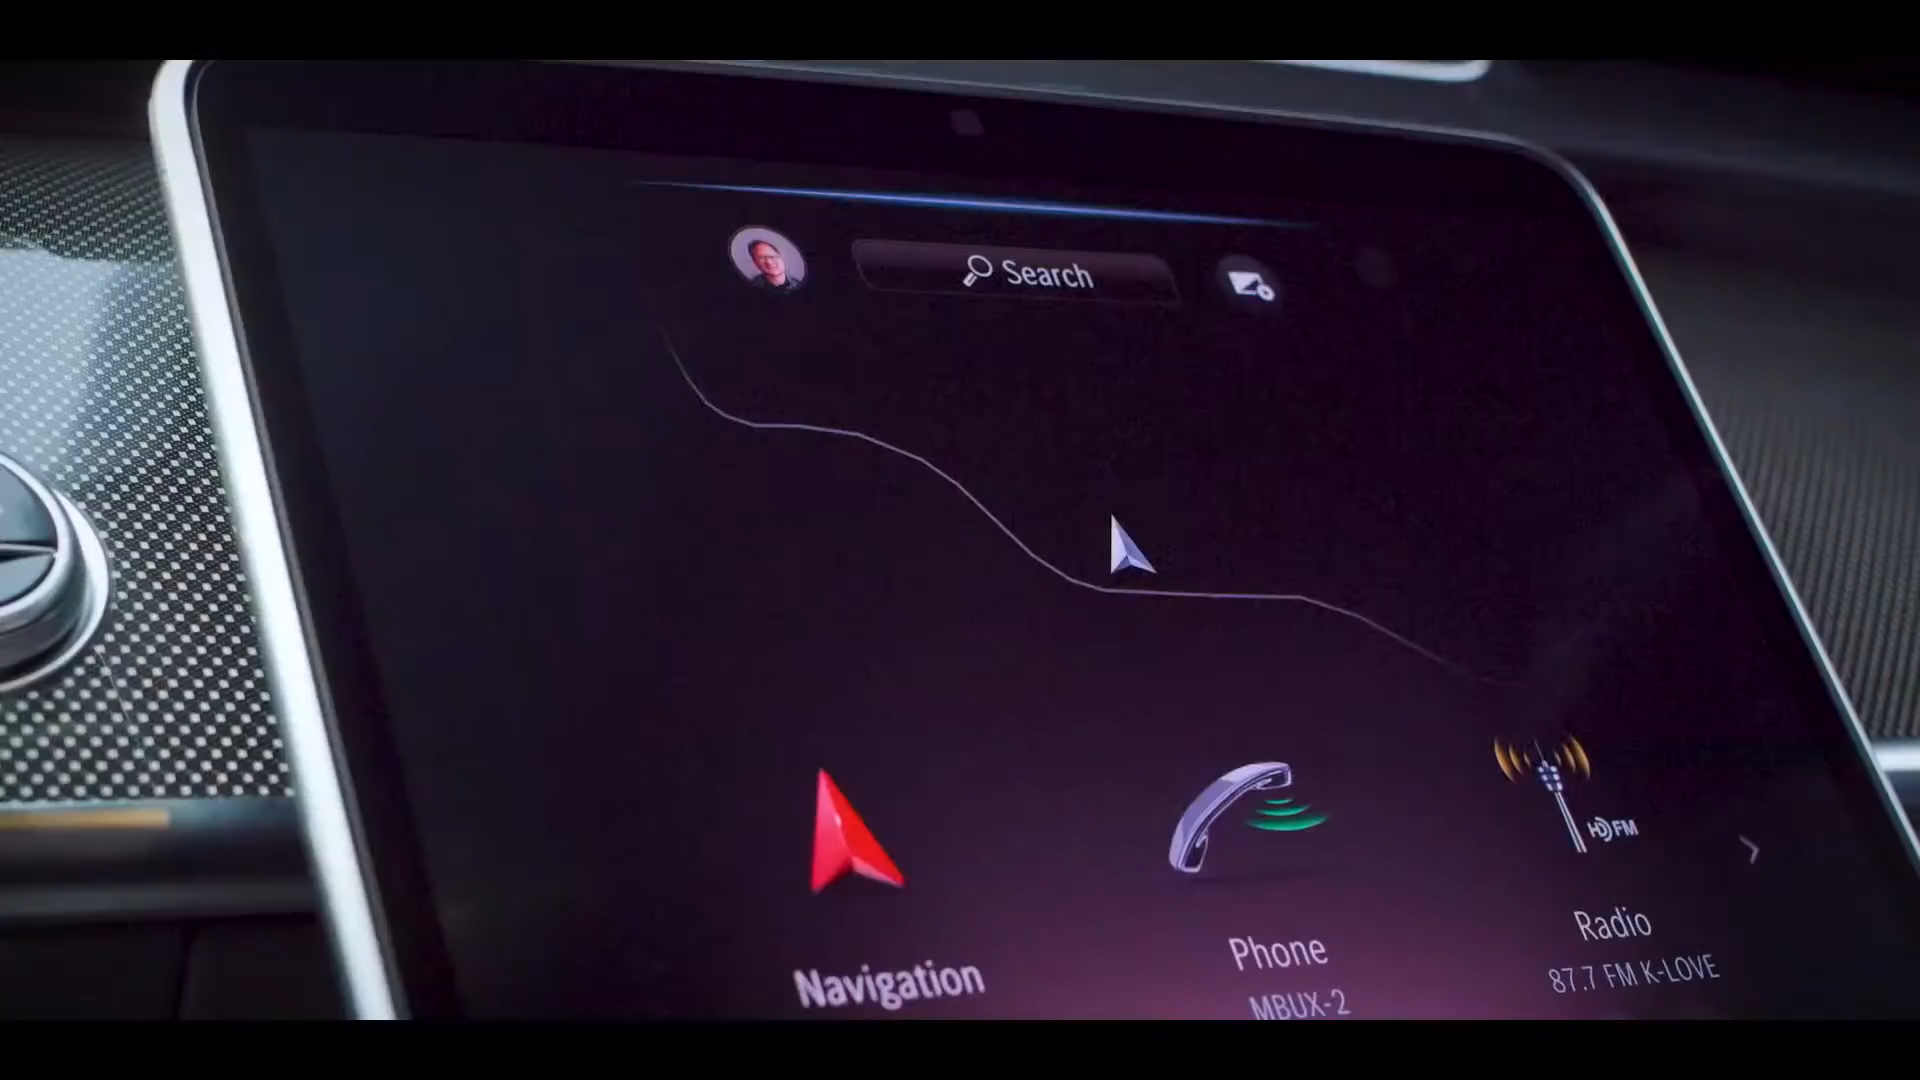 Search
HD FM
Navigation
Phone
MBUX-2
Radio
87.7 FM K-LOVE